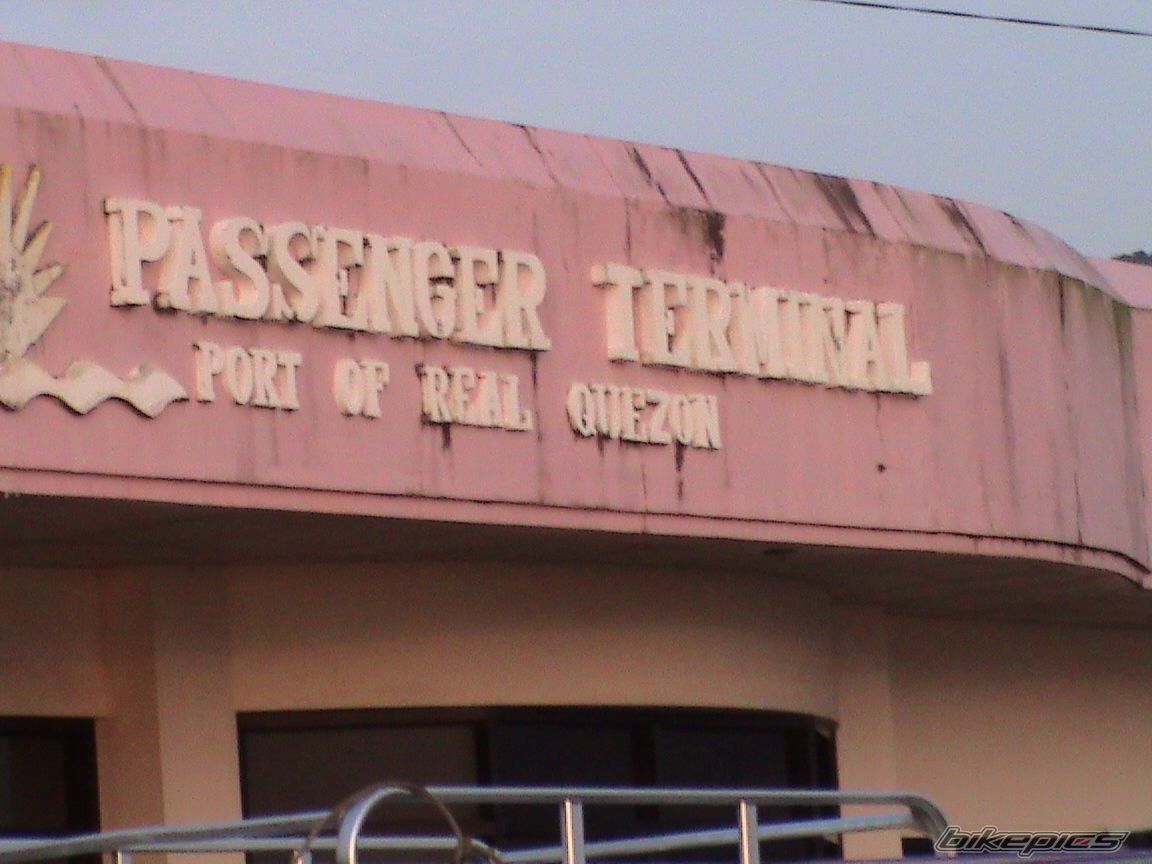 PASSENGER TERMINAL
PORT OF REAL QUEZON
bikepics